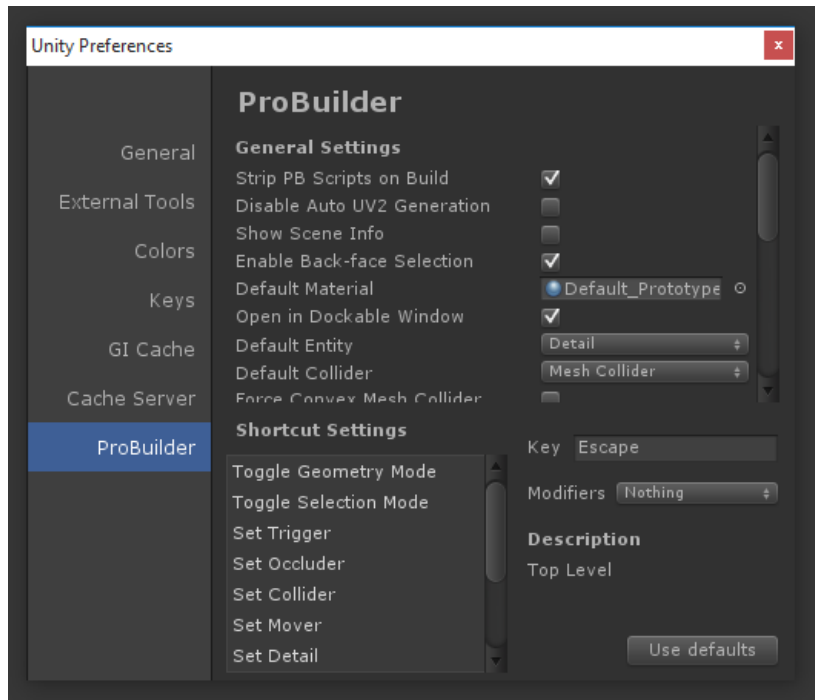 Unity Preferences
x
General
External Tools
Colors
Keys
GI Cache
Cache Server
ProBuilder
ProBuilder
General Settings
Strip PB Scripts on Build
Disable Auto UV2 Generation
Show Scene Info
Enable Back-face Selection
Default Material Default_Prototype
Open in Dockable Window
Default Entity Detail
Default Collider Mesh Collider
Force Convex Mesh Collider
Shortcut Settings
Toggle Geometry Mode
Toggle Selection Mode
Set Trigger
Set Occluder
Set Collider
Set Mover
Set Detail
Key Escape
Modifiers Nothing
Description
Top Level
Use defaults